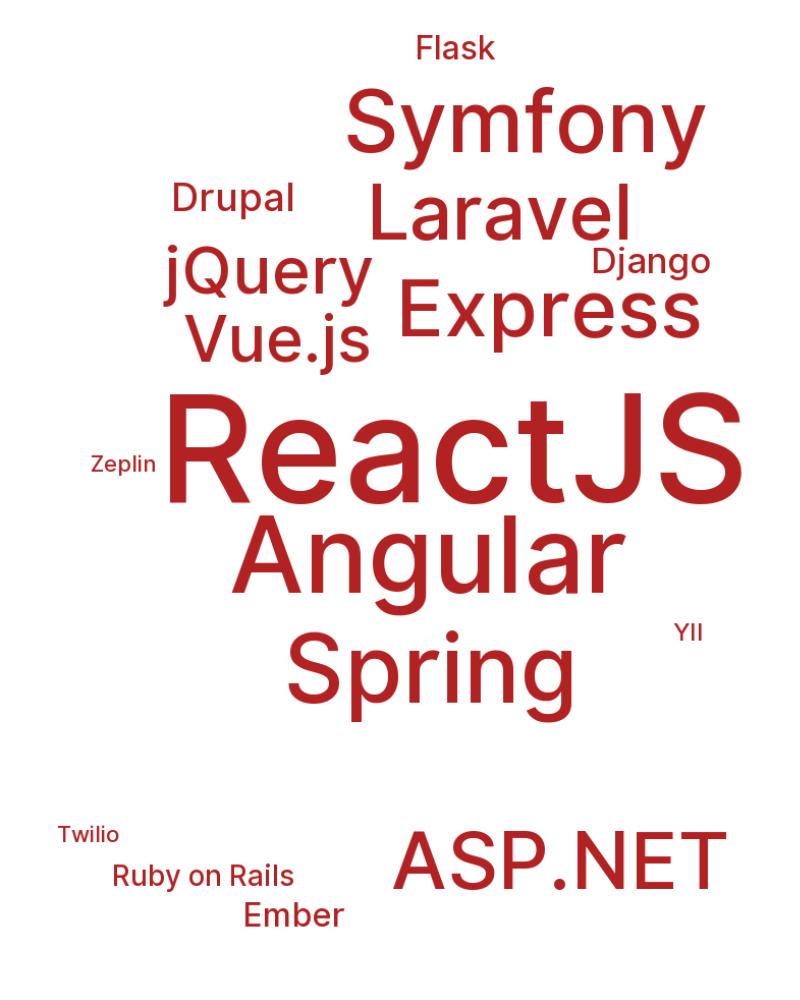 Flask
Symfony
Drupal
Laravel
jQuery
Django
Express
Vue.js
ReactJS
Zeplin
Angular
YII
Spring
Twilio
ASP.NET
Ruby on Rails
Ember